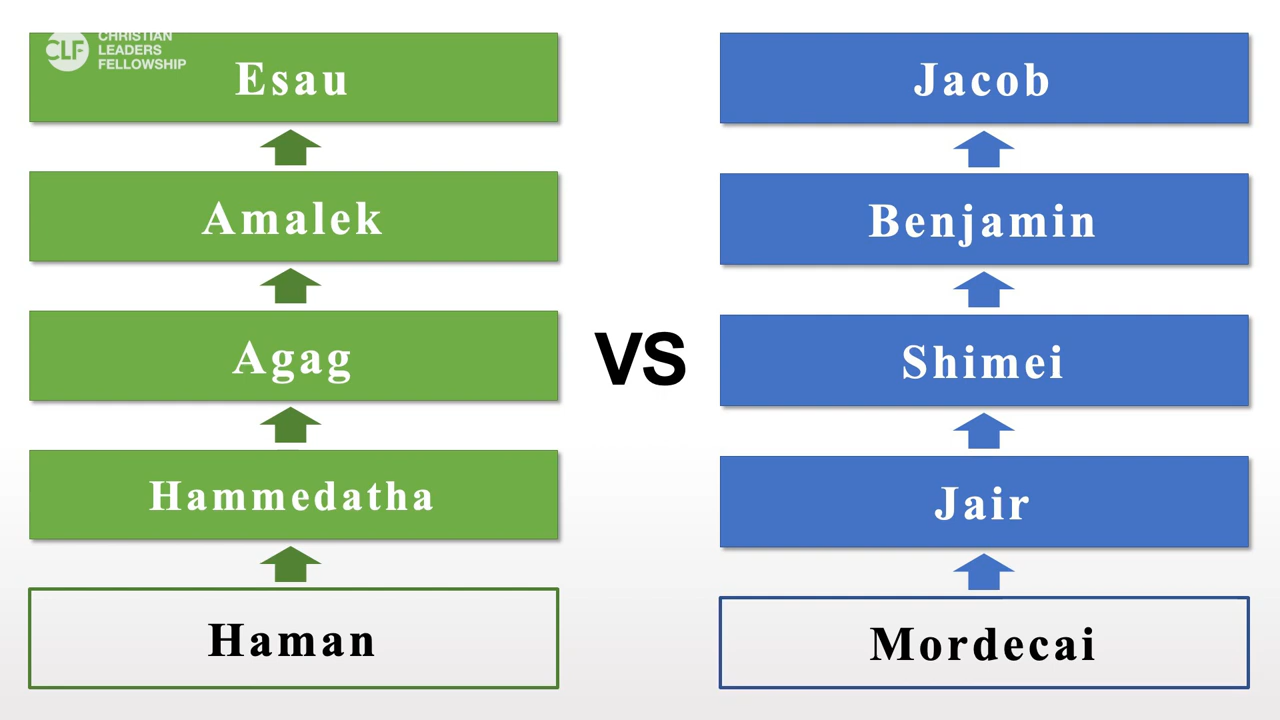 CLF
CHRISTIAN
LEADERS
FELLOWSHIP
Esau
Amalek
Agag
Hammedatha
Haman
VS
Jacob
Benjamin
Shimei
Jair
Mordecai